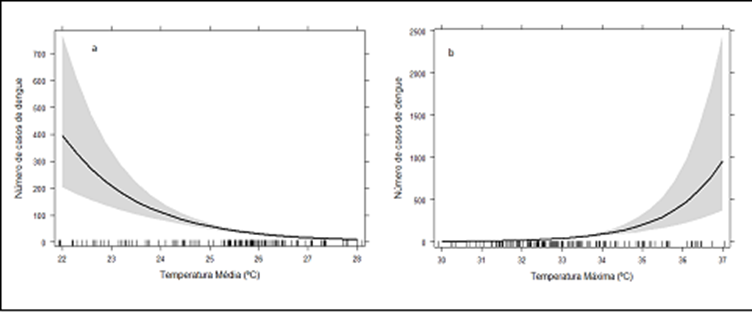 a
700
600
500
400
300
200
100
0
Número de casos de dengue
22 23 24 25 26 27 28
Temperatura Média (ºC)
b
2500
2000
1500
1000
500
0
Número de casos de dengue
30 31 32 33 34 35 36 37
Temperatura Máxima (ºC)